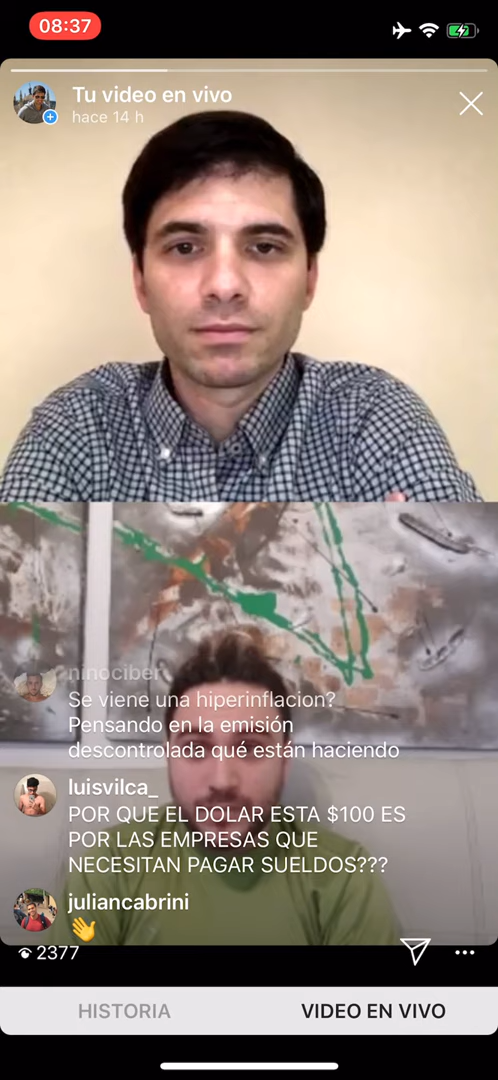 08:37
Tu video en vivo
hace 14 h
ninociber
Se viene una hiperinflacion?
Pensando en la emisión
descontrolada qué están haciendo
luisvilca_
POR QUE EL DOLAR ESTA $100 ES
POR LAS EMPRESAS QUE
NECESITAN PAGAR SUELDOS???
juliancabrini
👋
2377
HISTORIA
VIDEO EN VIVO